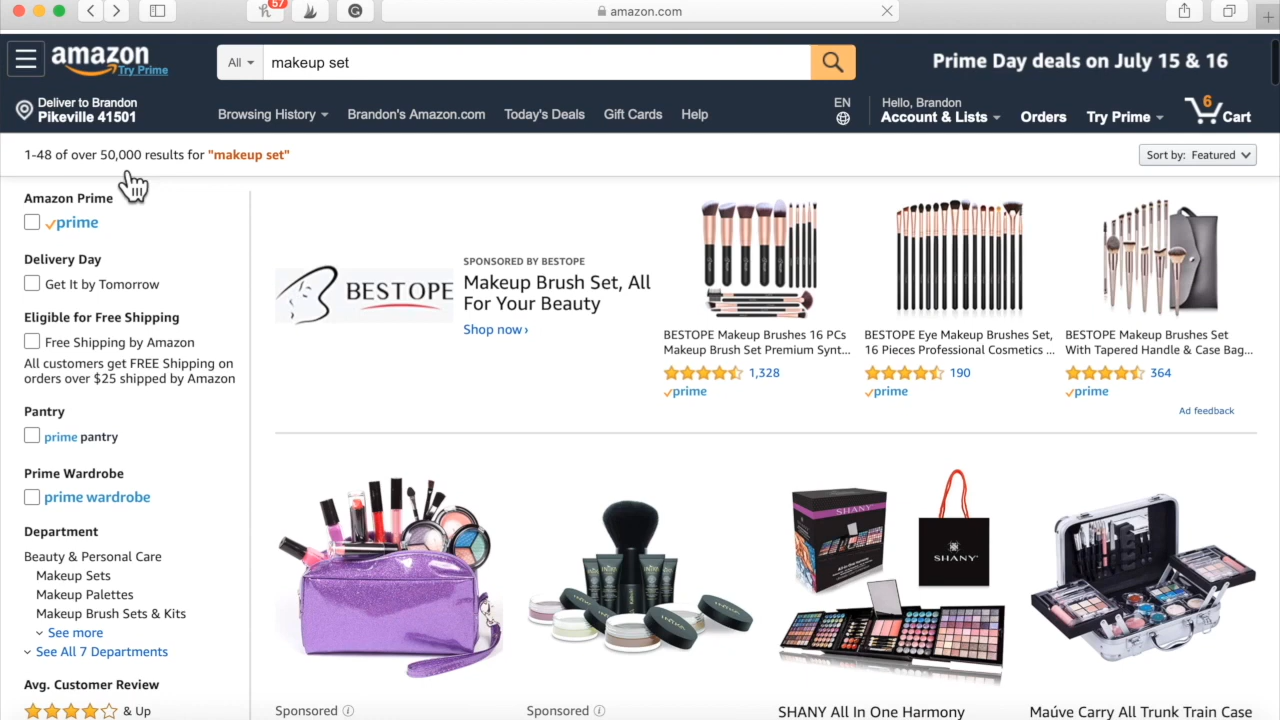 57
amazon.com
amazon
Try Prime
All
makeup set
Prime Day deals on July 15 & 16
Deliver to Brandon
Pikeville 41501
Browsing History
Brandon's Amazon.com
Today's Deals
Gift Cards
Help
EN
Hello, Brandon
Account & Lists
Orders
Try Prime
6
Cart
1-48 of over 50,000 results for "makeup set"
Sort by: Featured
Amazon Prime
prime
Delivery Day
Get It by Tomorrow
Eligible for Free Shipping
Free Shipping by Amazon
All customers get FREE Shipping on
orders over $25 shipped by Amazon
Pantry
prime pantry
Prime Wardrobe
prime wardrobe
Department
Beauty & Personal Care
Makeup Sets
Makeup Palettes
Makeup Brush Sets & Kits
See more
See All 7 Departments
Avg. Customer Review
& Up
BESTOPE
SPONSORED BY BESTOPE
Makeup Brush Set, All
For Your Beauty
Shop now›
BESTOPE Makeup Brushes 16 PCs
Makeup Brush Set Premium Synt...
1,328
prime
BESTOPE Eye Makeup Brushes Set,
16 Pieces Professional Cosmetics ...
190
prime
BESTOPE Makeup Brushes Set
With Tapered Handle & Case Bag...
364
prime
Ad feedback
SHANY
SHANY
Sponsored
Sponsored
SHANY All In One Harmony
Maúve Carry All Trunk Train Case